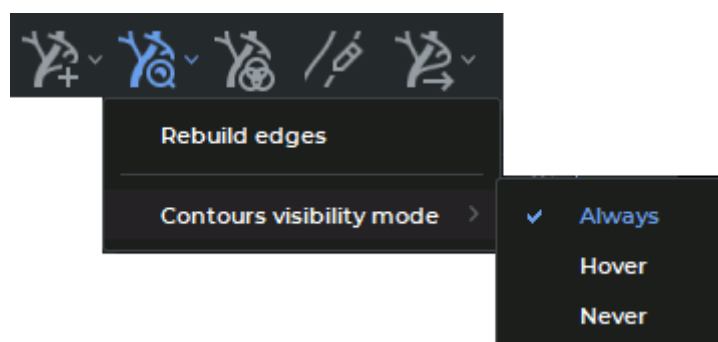 Rebuild edges
Contours visibility mode
Always
Hover
Never